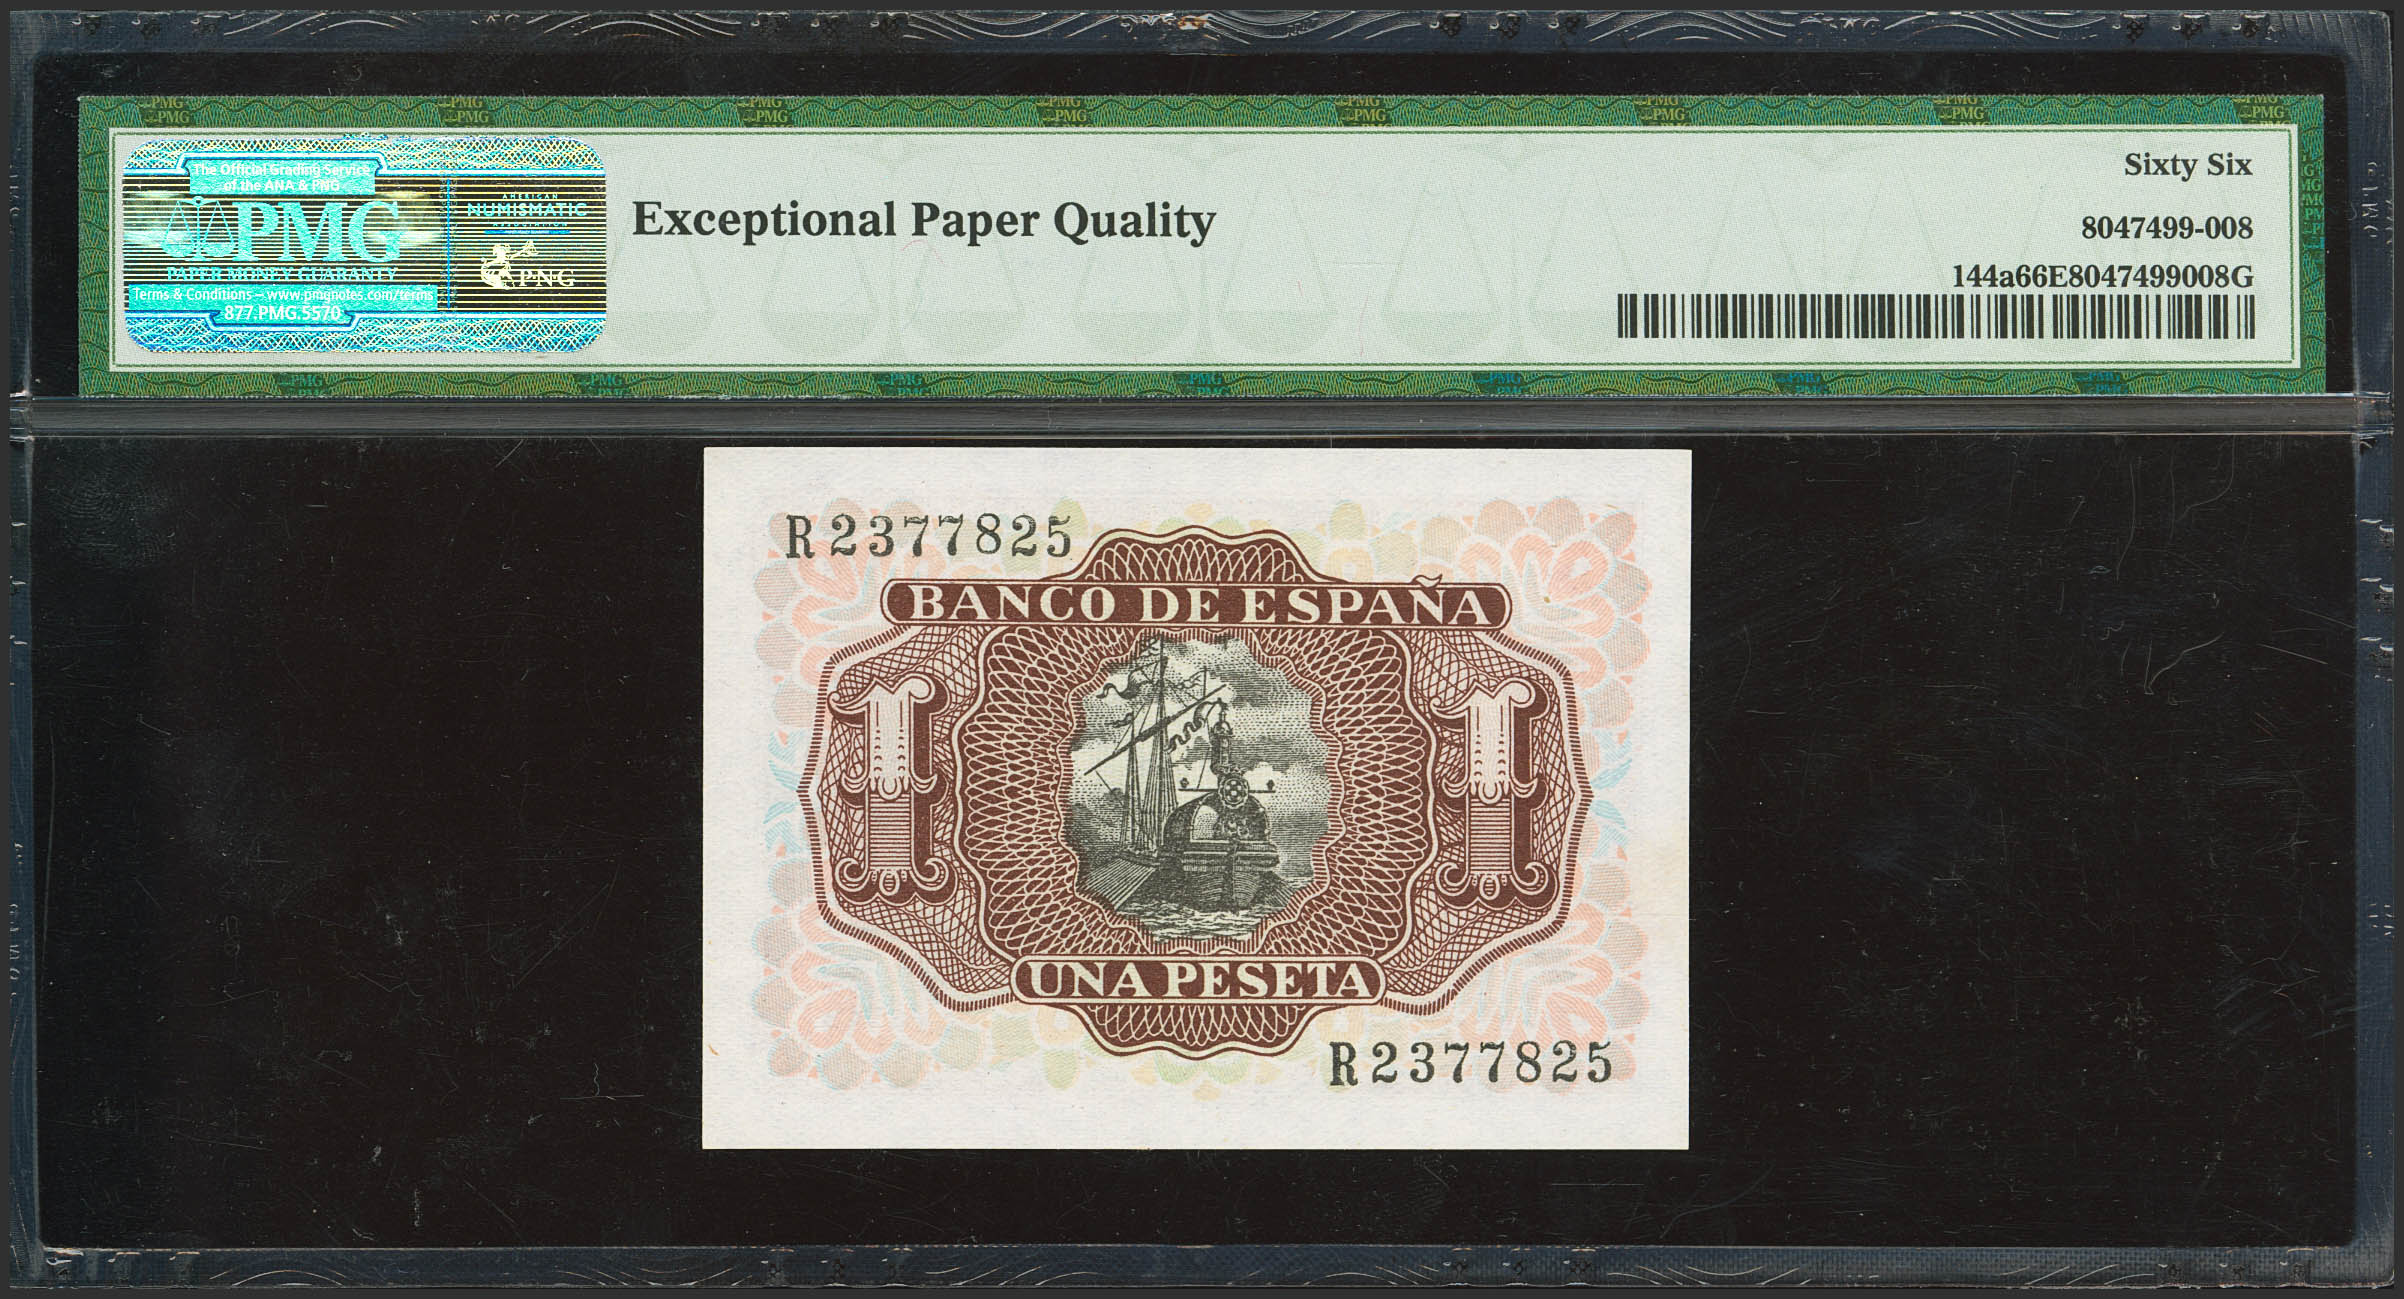 The Official Grading Service
of the ANA & PNG
PMG
PAPER MONEY GUARANTY
Terms & Conditions – www.pmgnotes.com/terms
877.PMG.5570
AMERICAN
NUMISMATIC
ASSOCIATION
PNG
Exceptional Paper Quality
Sixty Six
8047499-008
144a66E8047499008G
R2377825
BANCO DE ESPAÑA
1 1
UNA PESETA
R2377825